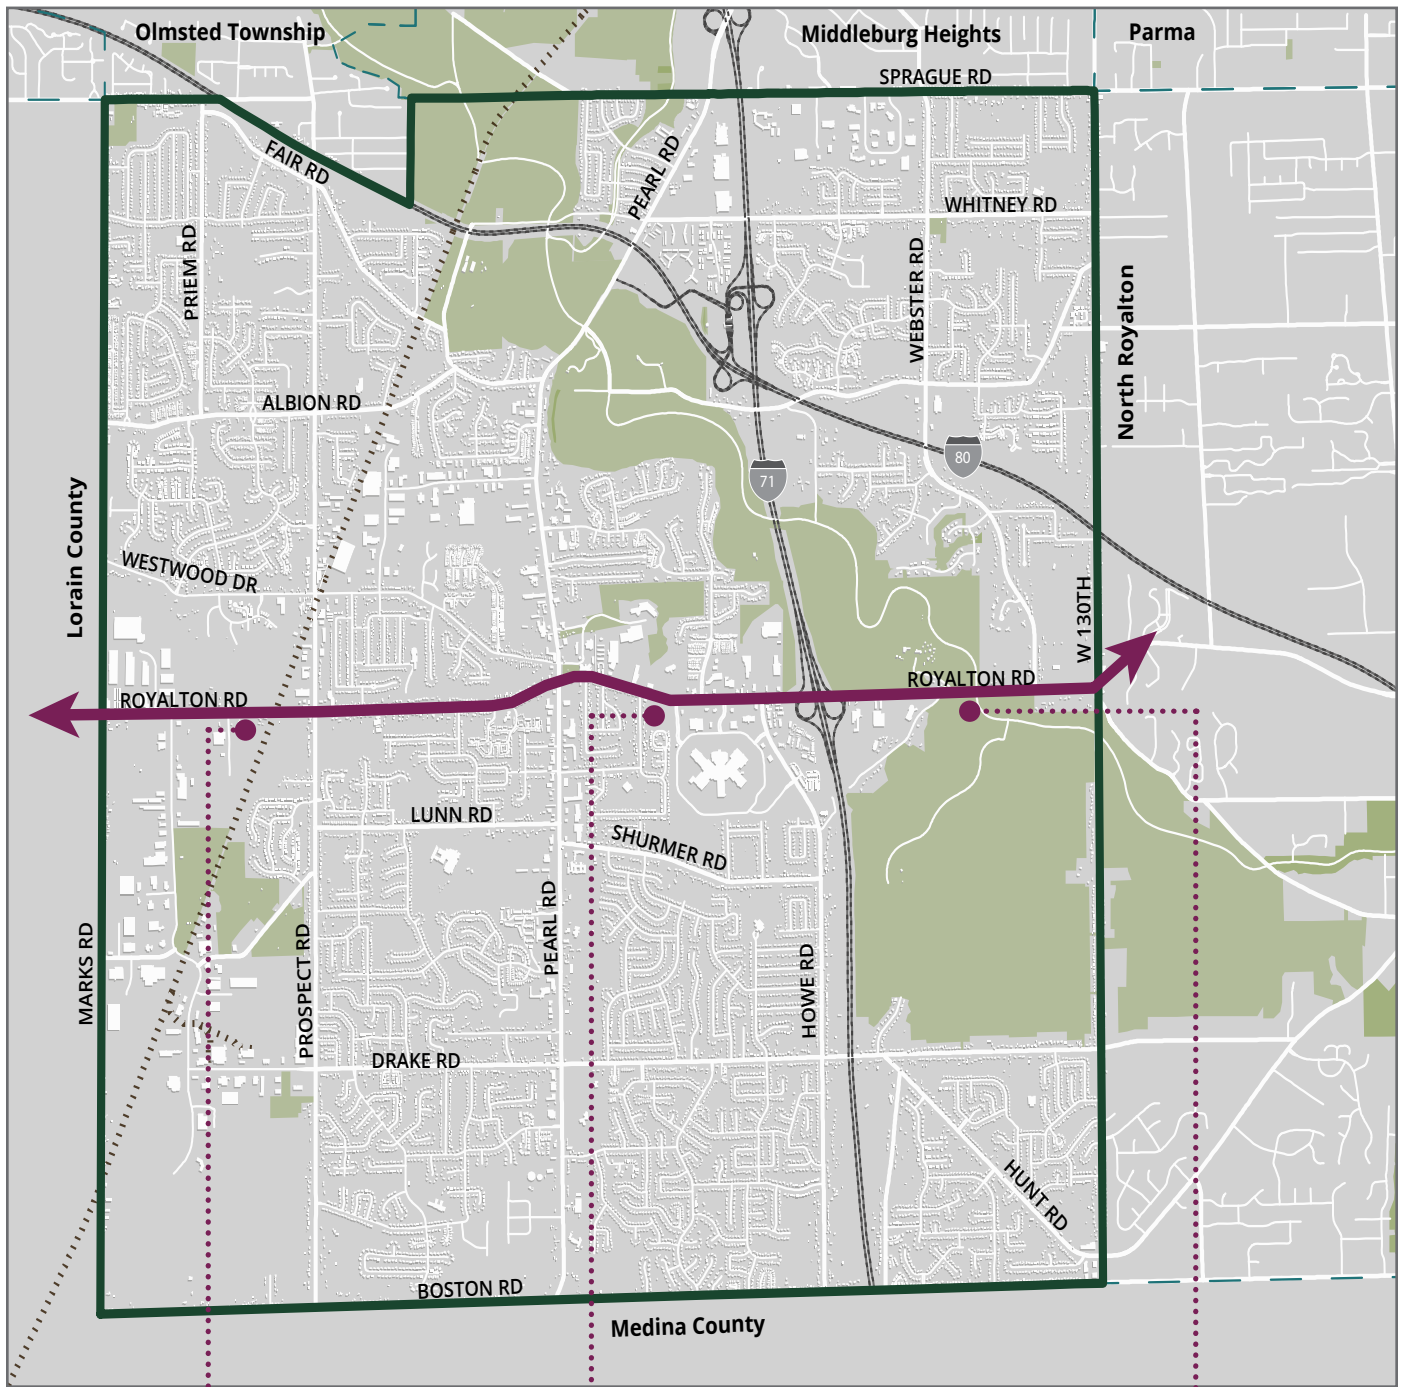 Olmsted Township
Middleburg Heights
Parma
SPRAGUE RD
FAIR RD
PEARL RD
WHITNEY RD
PRIEM RD
WEBSTER RD
North Royalton
ALBION RD
80
71
Lorain County
WESTWOOD DR
W 130TH
ROYALTON RD
ROYALTON RD
LUNN RD
SHURMER RD
PEARL RD
MARKS RD
PROSPECT RD
HOWE RD
DRAKE RD
HUNT RD
BOSTON RD
Medina County